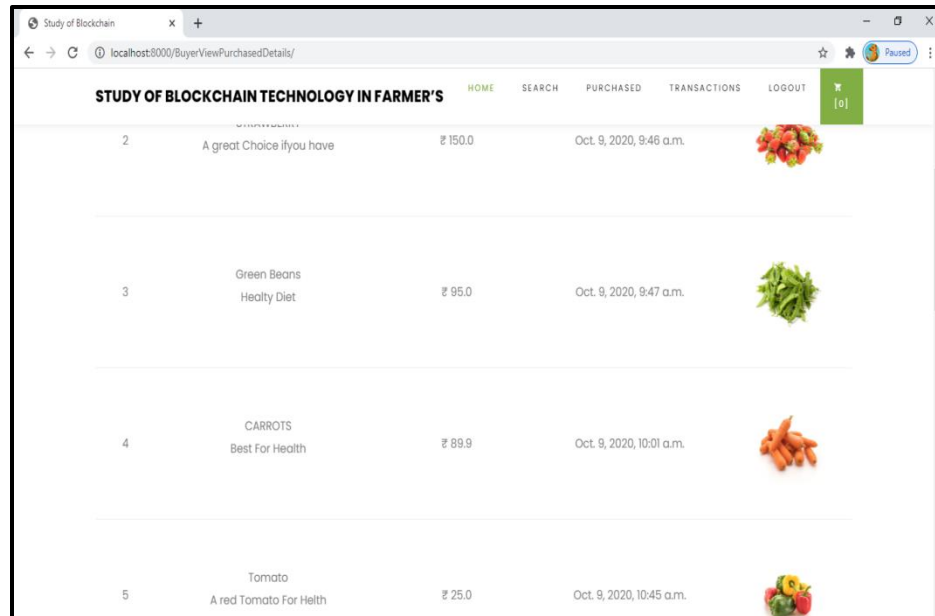 Study of Blockchain
localhost:8000/BuyerViewPurchasedDetails/
Paused
STUDY OF BLOCKCHAIN TECHNOLOGY IN FARMER'S
HOME SEARCH PURCHASED TRANSACTIONS LOGOUT [0]
STRAWBERRY
2 A great Choice ifyou have ₹ 150.0 Oct. 9, 2020, 9:46 a.m.
Green Beans
3 Healty Diet ₹ 95.0 Oct. 9, 2020, 9:47 a.m.
CARROTS
4 Best For Health ₹ 89.9 Oct. 9, 2020, 10:01 a.m.
Tomato
5 A red Tomato For Helth ₹ 25.0 Oct. 9, 2020, 10:45 a.m.